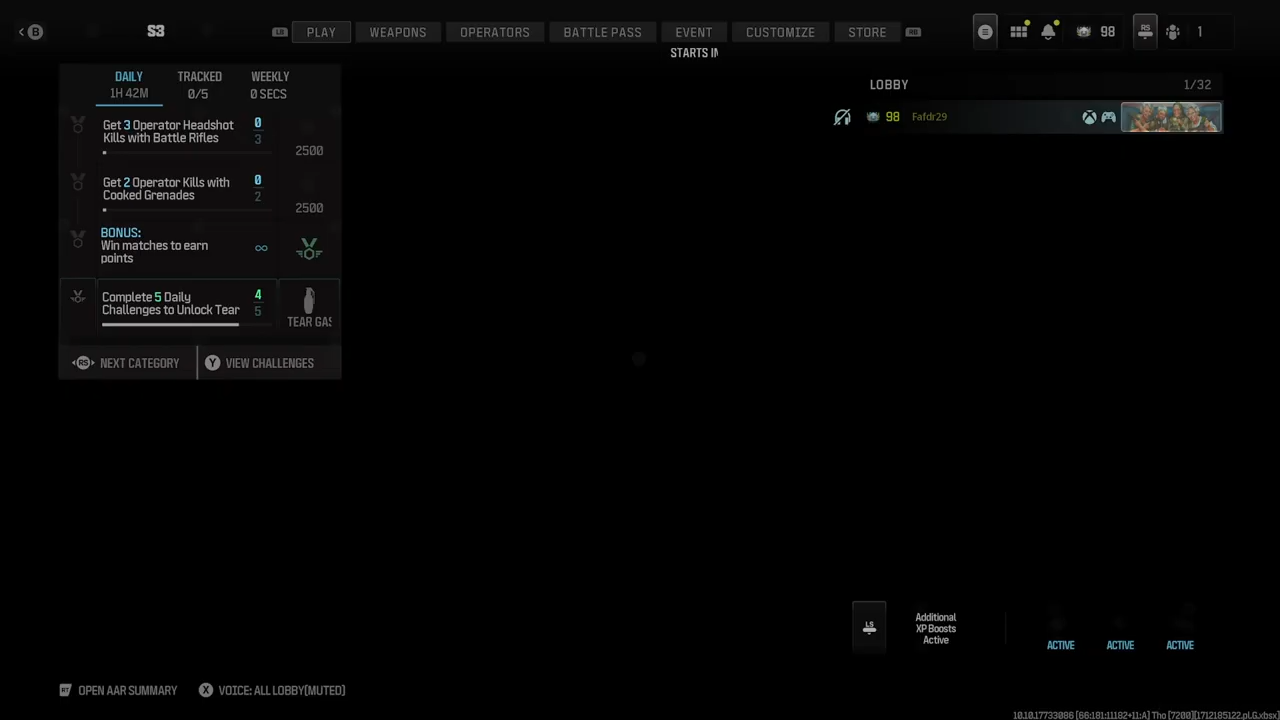 B
S3
LB
PLAY
WEAPONS
OPERATORS
BATTLE PASS
EVENT
CUSTOMIZE
STORE
RB
98
RS
1
STARTS IN
DAILY
1H 42M
TRACKED
0/5
WEEKLY
0 SECS
Get 3 Operator Headshot
Kills with Battle Rifles
0
3
2500
Get 2 Operator Kills with
Cooked Grenades
0
2
2500
BONUS:
Win matches to earn
points
∞
Complete 5 Daily
Challenges to Unlock Tear
4
5
TEAR GAS
RS NEXT CATEGORY
Y VIEW CHALLENGES
LOBBY
1/32
98
Fafdr29
LS
Additional
XP Boosts
Active
ACTIVE
ACTIVE
ACTIVE
OPEN AAR SUMMARY
X VOICE: ALL LOBBY(MUTED)